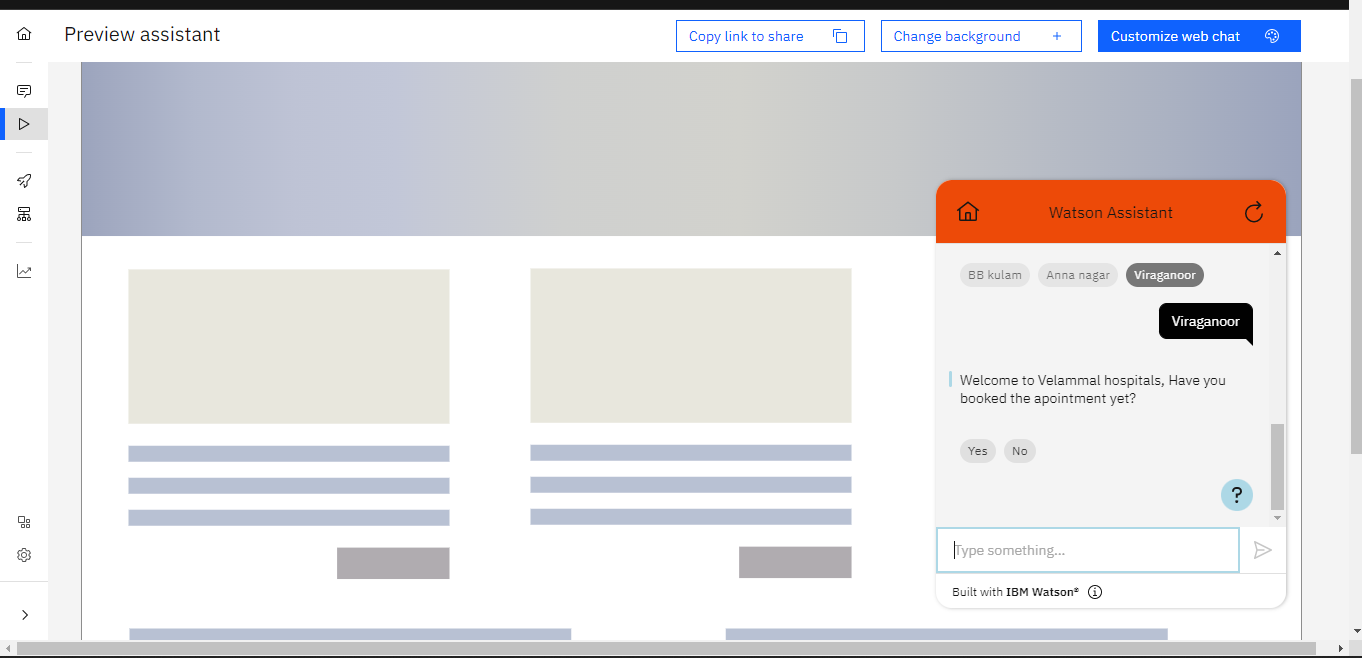 Preview assistant
Copy link to share
Change background +
Customize web chat
Watson Assistant
BB kulam Anna nagar Viraganoor
Viraganoor
Welcome to Velammal hospitals, Have you
booked the apointment yet?
Yes No
?
Type something...
Built with IBM Watson®